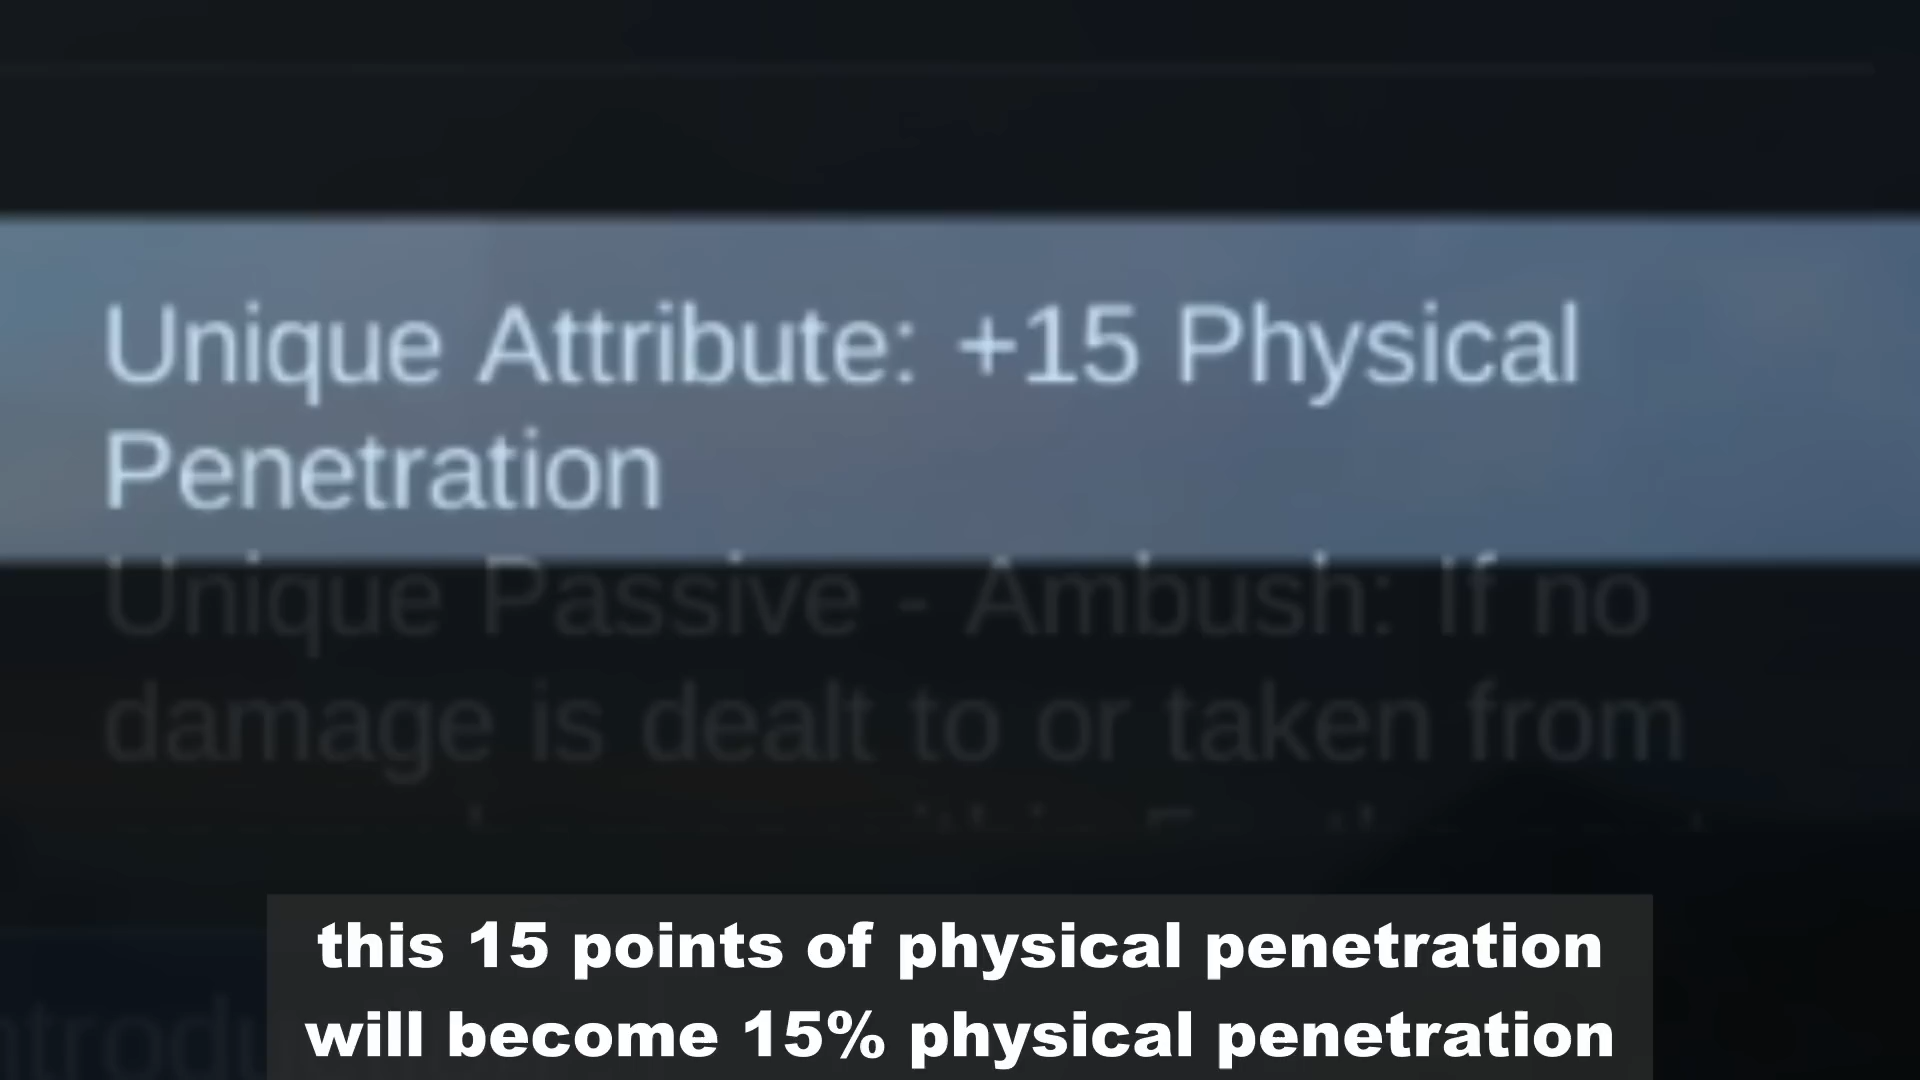 Unique Attribute: +15 Physical
Penetration
Unique Passive - Ambush: If no
damage is dealt to or taken from
this 15 points of physical penetration
will become 15% physical penetration